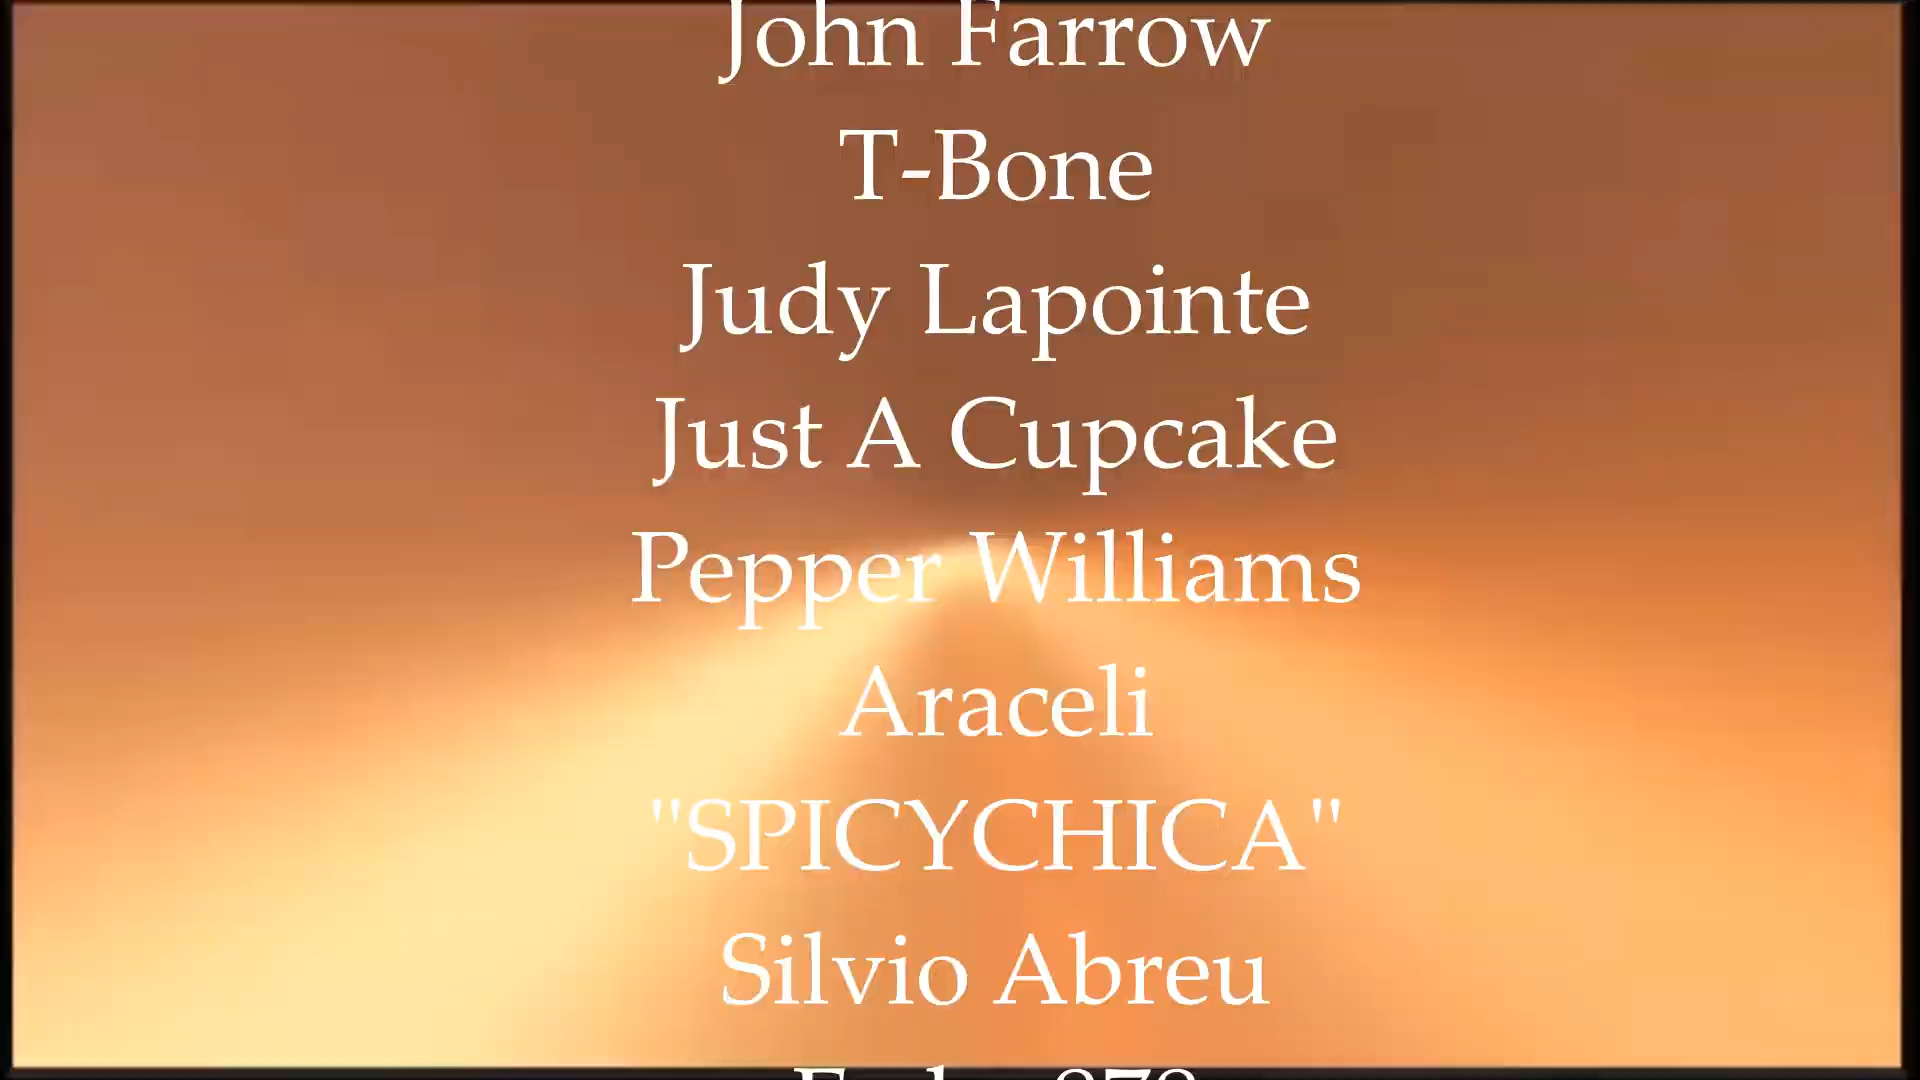 John Farrow
T-Bone
Judy Lapointe
Just A Cupcake
Pepper Williams
Araceli
"SPICYCHICA"
Silvio Abreu